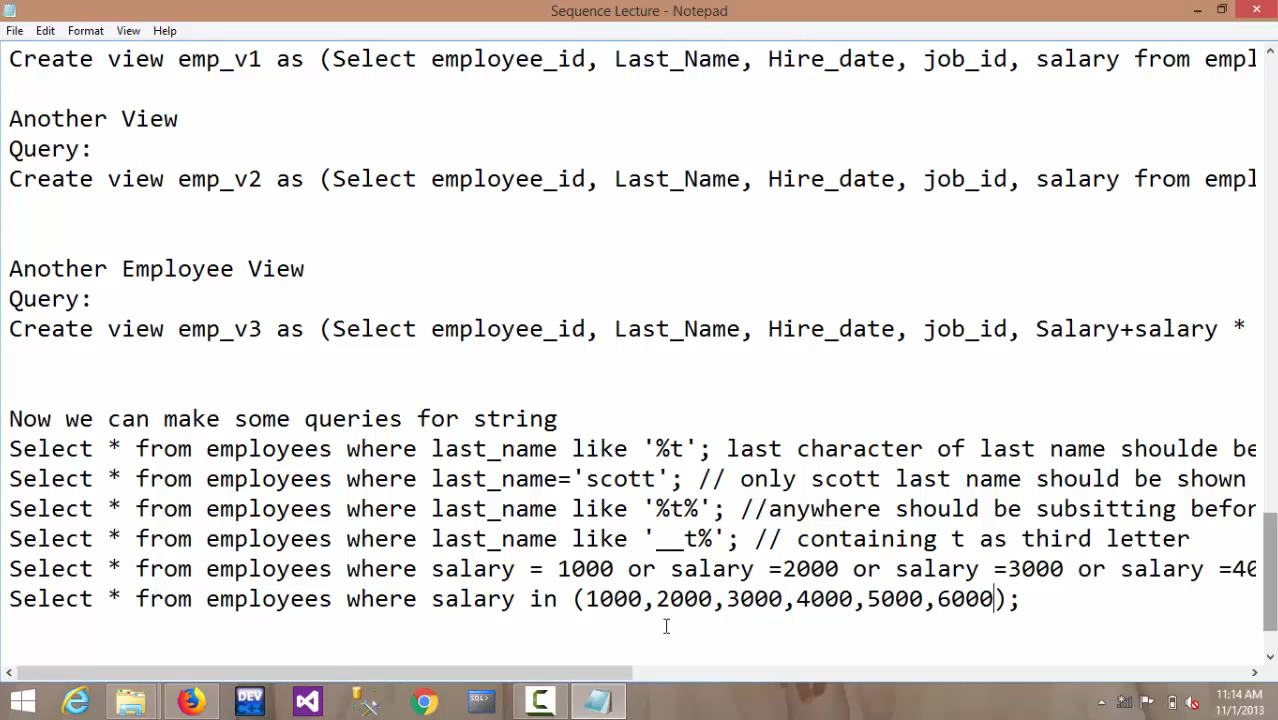 Sequence Lecture - Notepad
File Edit Format View Help
Create view emp_v1 as (Select employee_id, Last_Name, Hire_date, job_id, salary from empl
Another View
Query:
Create view emp_v2 as (Select employee_id, Last_Name, Hire_date, job_id, salary from empl
Another Employee View
Query:
Create view emp_v3 as (Select employee_id, Last_Name, Hire_date, job_id, Salary+salary *
Now we can make some queries for string
Select * from employees where last_name like '%t'; last character of last name shoulde be
Select * from employees where last_name='scott'; // only scott last name should be shown
Select * from employees where last_name like '%t%'; //anywhere should be subsitting befor
Select * from employees where last_name like '__t%'; // containing t as third letter
Select * from employees where salary = 1000 or salary =2000 or salary =3000 or salary =40
Select * from employees where salary in (1000,2000,3000,4000,5000,6000);
DEV
SQL>
11:14 AM
11/1/2013